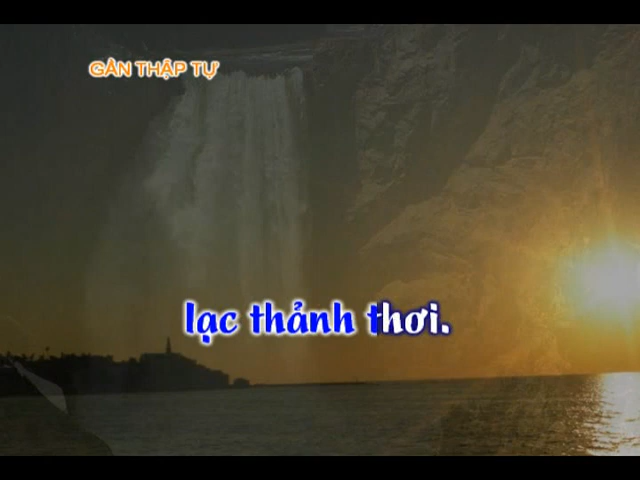 GẦN THẬP TỰ
lạc thảnh thơi.